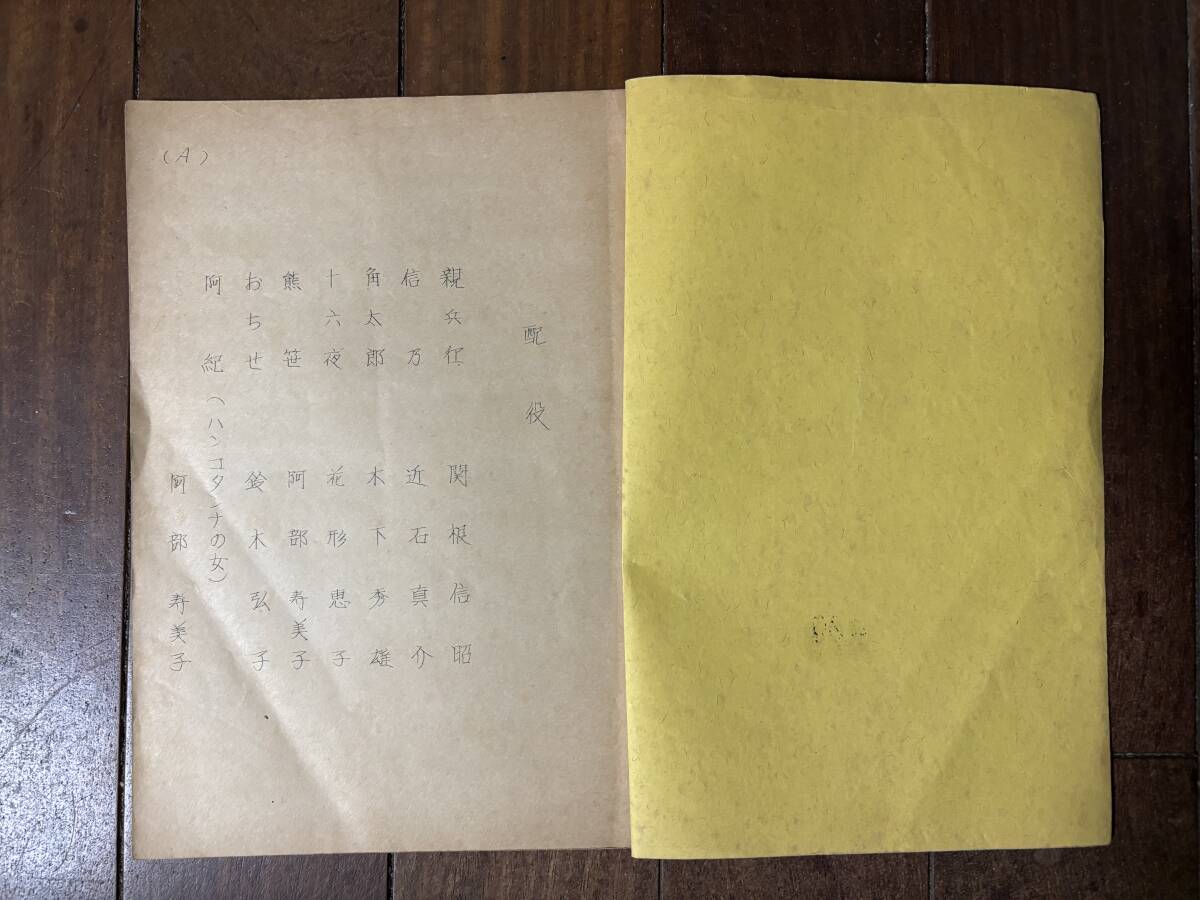 配役
親兵衛 関根信昭
信乃 近石真介
角太郎 木下秀雄
十六夜 花形恵子
熊笹 阿部寿美子
おちせ 鈴木弘子
阿紀(ハンコタンナの女)
阿部寿美子
(A)